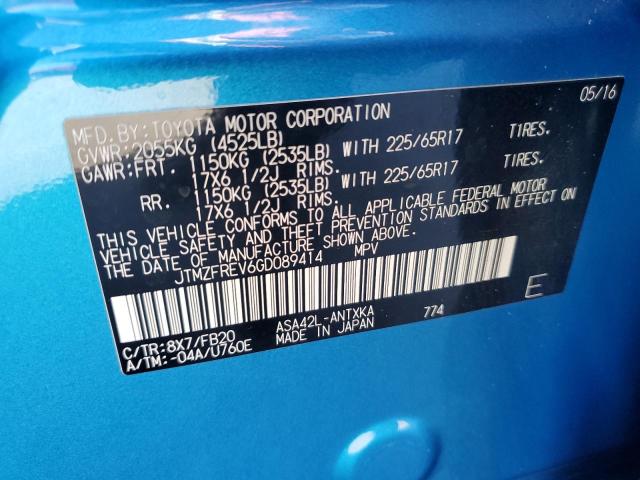 05/16
MFD.BY:TOYOTA MOTOR CORPORATION
GVWR:2055KG (4525LB)
GAWR:FRT. 1150KG (2535LB) WITH 225/65R17 TIRES.
17X6 1/2J RIMS.
RR. 1150KG (2535LB) WITH 225/65R17 TIRES.
17X6 1/2J RIMS.
THIS VEHICLE CONFORMS TO ALL APPLICABLE FEDERAL MOTOR
VEHICLE SAFETY AND THEFT PREVENTION STANDARDS IN EFFECT ON
THE DATE OF MANUFACTURE SHOWN ABOVE.
JTMZFREV6GD089414 MPV
C/TR:8X7/FB20 ASA42L-ANTXKA 774 E
A/TM:-04A/U760E MADE IN JAPAN